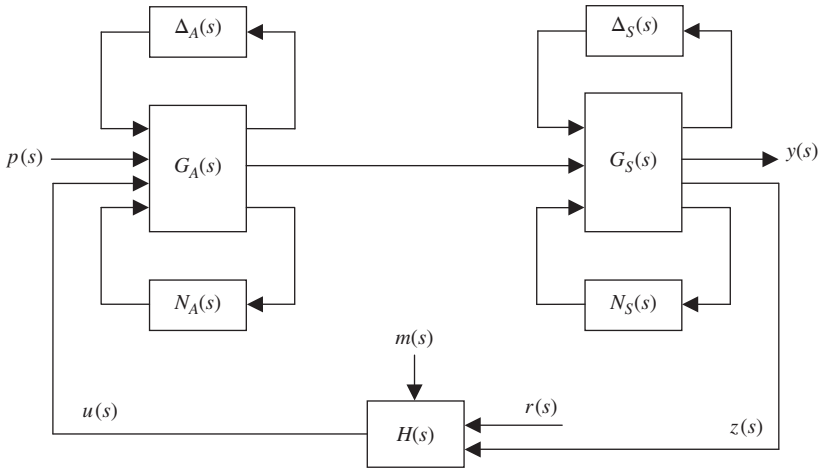 Δ_A(s)
Δ_S(s)
p(s)
G_A(s)
G_S(s)
y(s)
N_A(s)
N_S(s)
m(s)
u(s)
H(s)
r(s)
z(s)